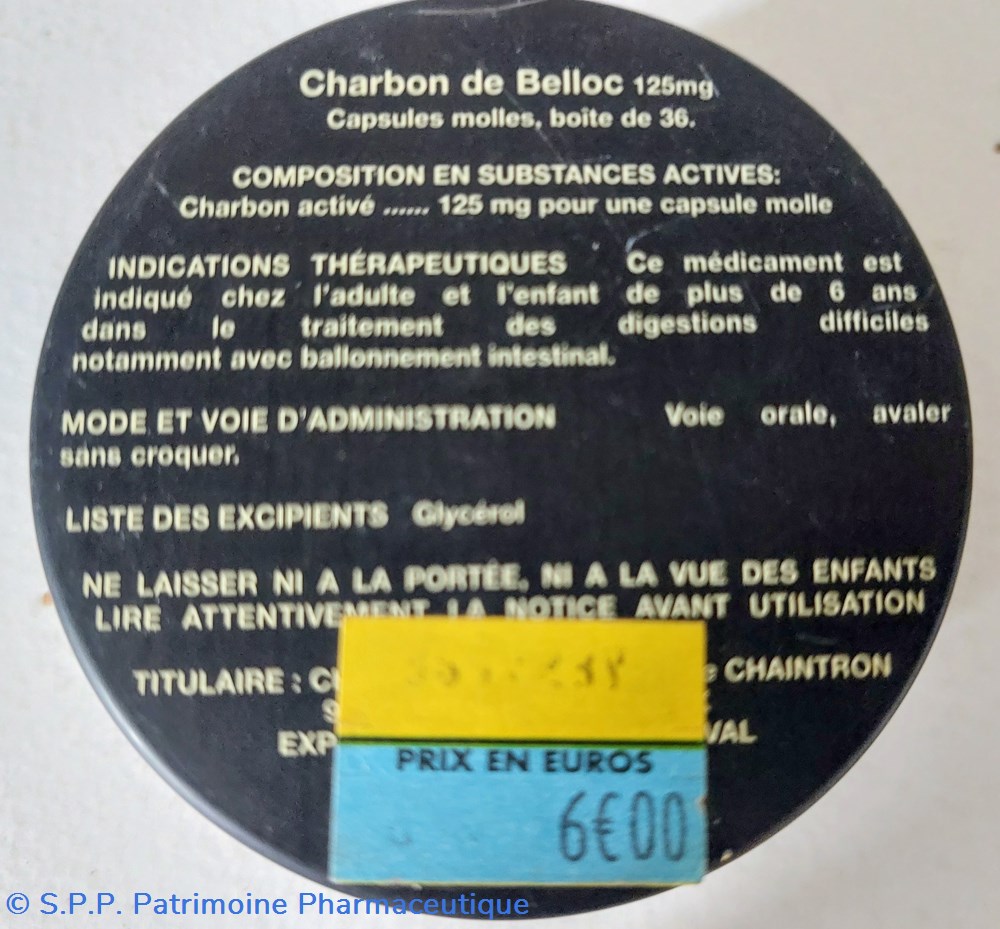 Charbon de Belloc 125mg
Capsules molles, boîte de 36.
COMPOSITION EN SUBSTANCES ACTIVES:
Charbon activé ...... 125 mg pour une capsule molle
INDICATIONS THÉRAPEUTIQUES Ce médicament est
indiqué chez l'adulte et l'enfant de plus de 6 ans
dans le traitement des digestions difficiles
notamment avec ballonnement intestinal.
MODE ET VOIE D'ADMINISTRATION Voie orale, avaler
sans croquer.
LISTE DES EXCIPIENTS Glycérol
NE LAISSER NI A LA PORTÉE, NI A LA VUE DES ENFANTS
LIRE ATTENTIVEMENT LA NOTICE AVANT UTILISATION
TITULAIRE : CHAINTRON
PRIX EN EUROS
6€00
© S.P.P. Patrimoine Pharmaceutique